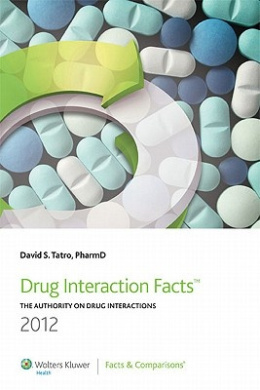 David S. Tatro, PharmD
Drug Interaction Facts™
THE AUTHORITY ON DRUG INTERACTIONS
2012
Wolters Kluwer
Health
Facts & Comparisons®